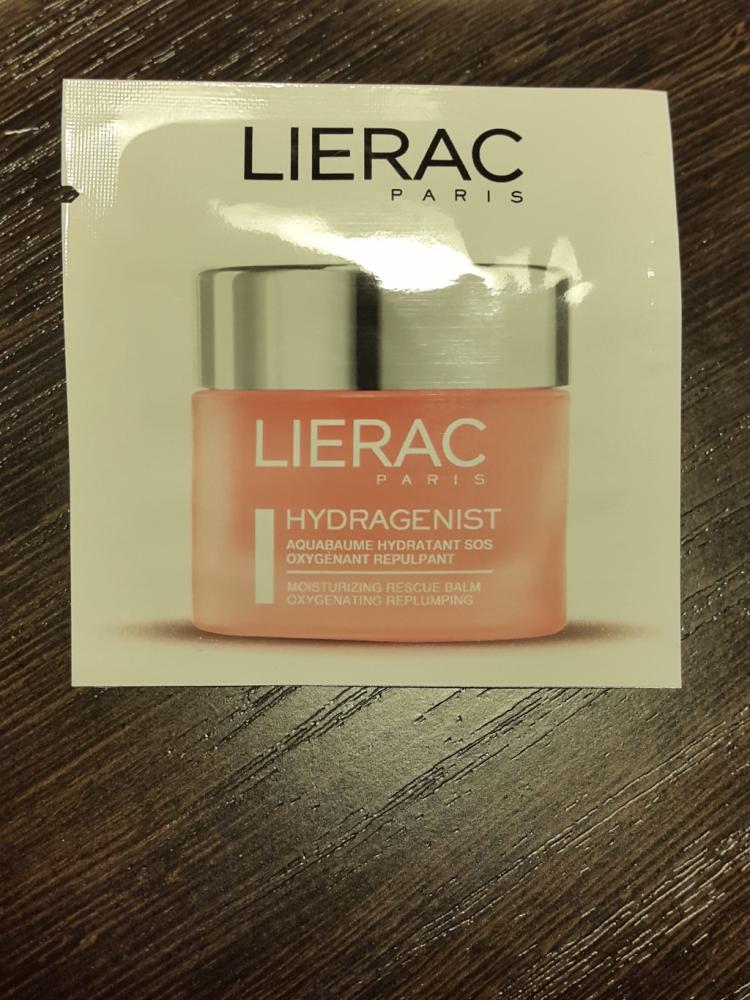 LIERAC
PARIS
LIERAC
PARIS
HYDRAGENIST
AQUABAUME HYDRATANT SOS
OXYGÉNANT REPULPANT
MOISTURIZING RESCUE BALM
OXYGENATING REPLUMPING